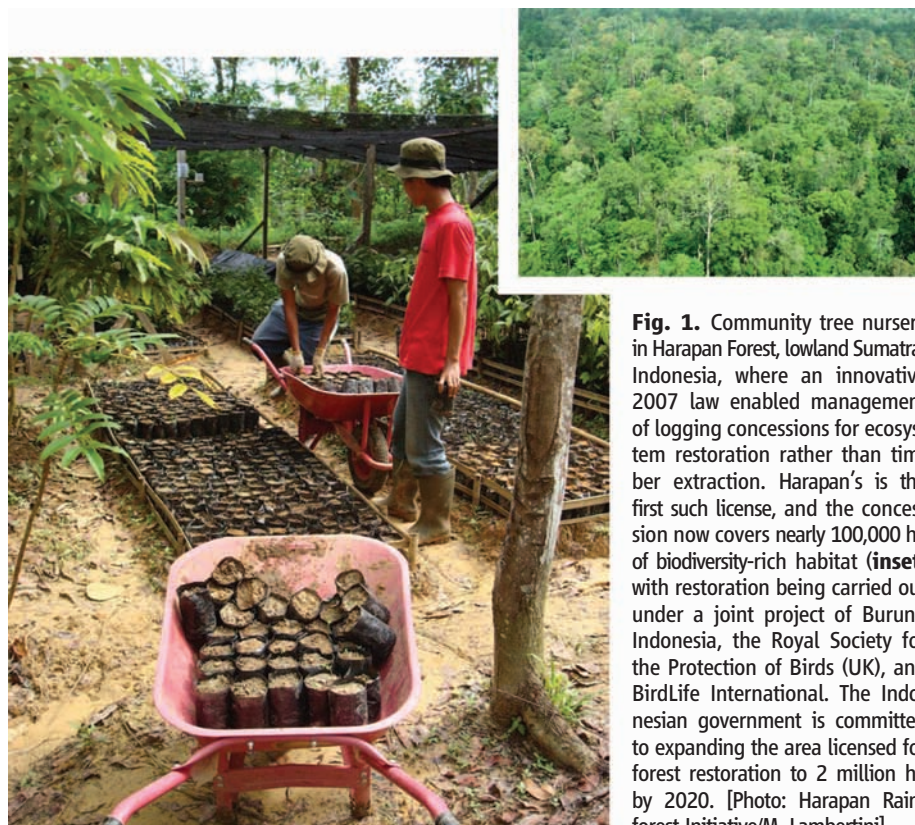 Fig. 1. Community tree nurser
in Harapan Forest, lowland Sumatra
Indonesia, where an innovativ
2007 law enabled managemen
of logging concessions for ecosys
tem restoration rather than tim
ber extraction. Harapan's is th
first such license, and the conces
sion now covers nearly 100,000 h
of biodiversity-rich habitat (inset
with restoration being carried ou
under a joint project of Burun
Indonesia, the Royal Society fo
the Protection of Birds (UK), an
BirdLife International. The Indo
nesian government is committe
to expanding the area licensed fo
forest restoration to 2 million h
by 2020. [Photo: Harapan Rain
forest Initiative/M. Lambertini]